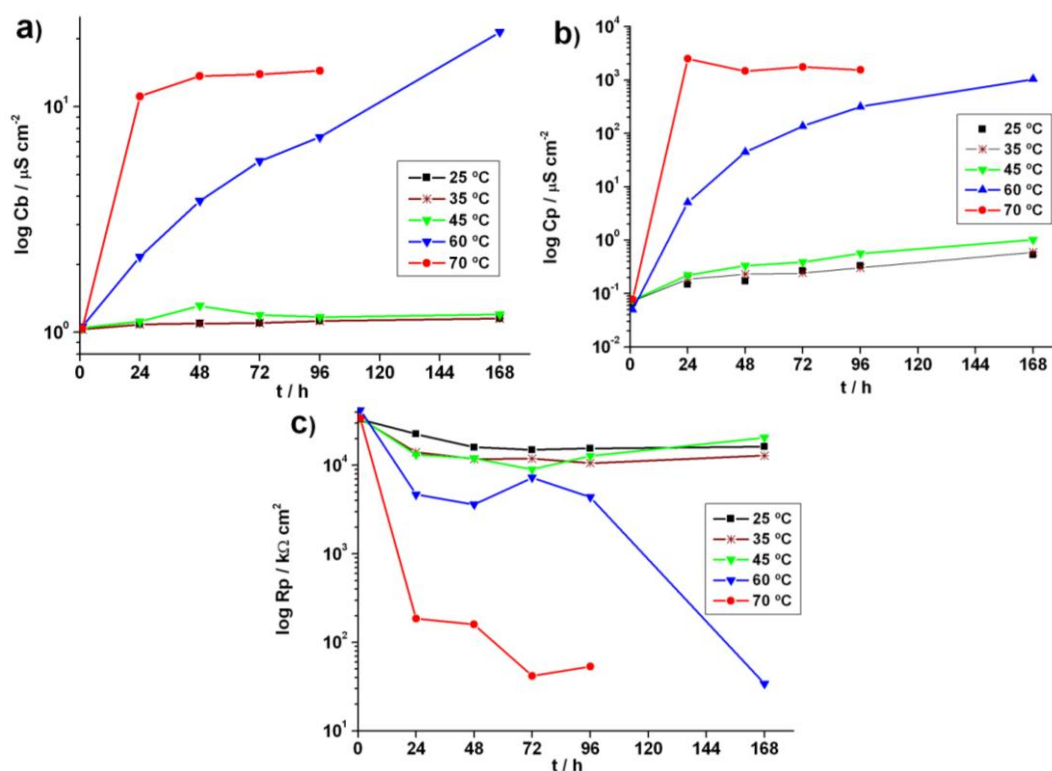 a)
log Cb / µS cm⁻²
10¹
10⁰
0 24 48 72 96 120 144 168
t / h
25 ºC
35 ºC
45 ºC
60 ºC
70 ºC
b)
log Cp / µS cm⁻²
10⁴
10³
10²
10¹
10⁰
10⁻¹
10⁻²
0 24 48 72 96 120 144 168
t / h
25 ºC
35 ºC
45 ºC
60 ºC
70 ºC
c)
log Rp / kΩ cm²
10⁴
10³
10²
10¹
0 24 48 72 96 120 144 168
t / h
25 ºC
35 ºC
45 ºC
60 ºC
70 ºC